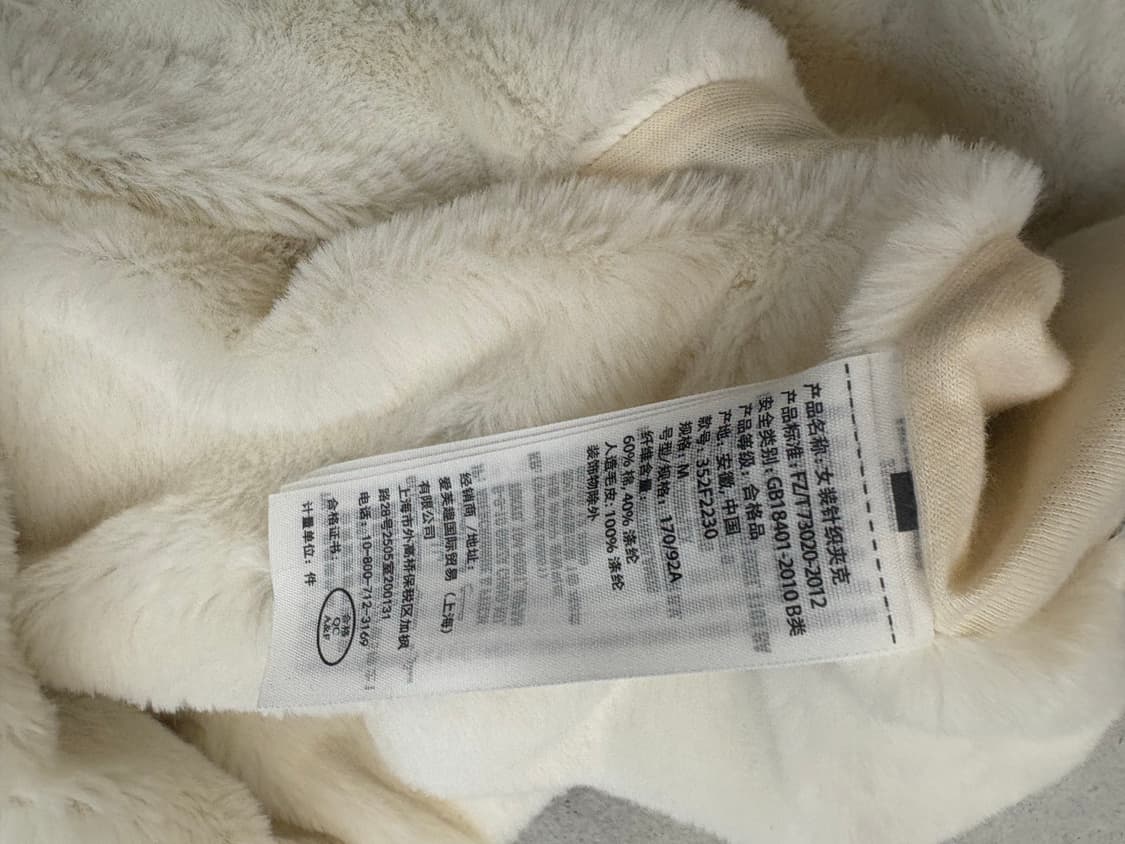 产品名称: 女装针织夹克
产品标准: FZ/T73020-2012
安全类别: GB18401-2010 B类
产品等级: 合格品
产地: 安徽, 中国
款号: 352F2230
规格: M
号型/规格: 170/92A
纤维含量:
60% 棉, 40% 涤纶
人造毛皮: 100% 涤纶
装饰物除外
经销商 / 地址:
爱芙趣国际贸易 (上海)
有限公司
上海市外高桥保税区加枫
路28号2505室200131
电话: 10-800-712-3169
合格证书:
合格
QC
A&F
计量单位: 件